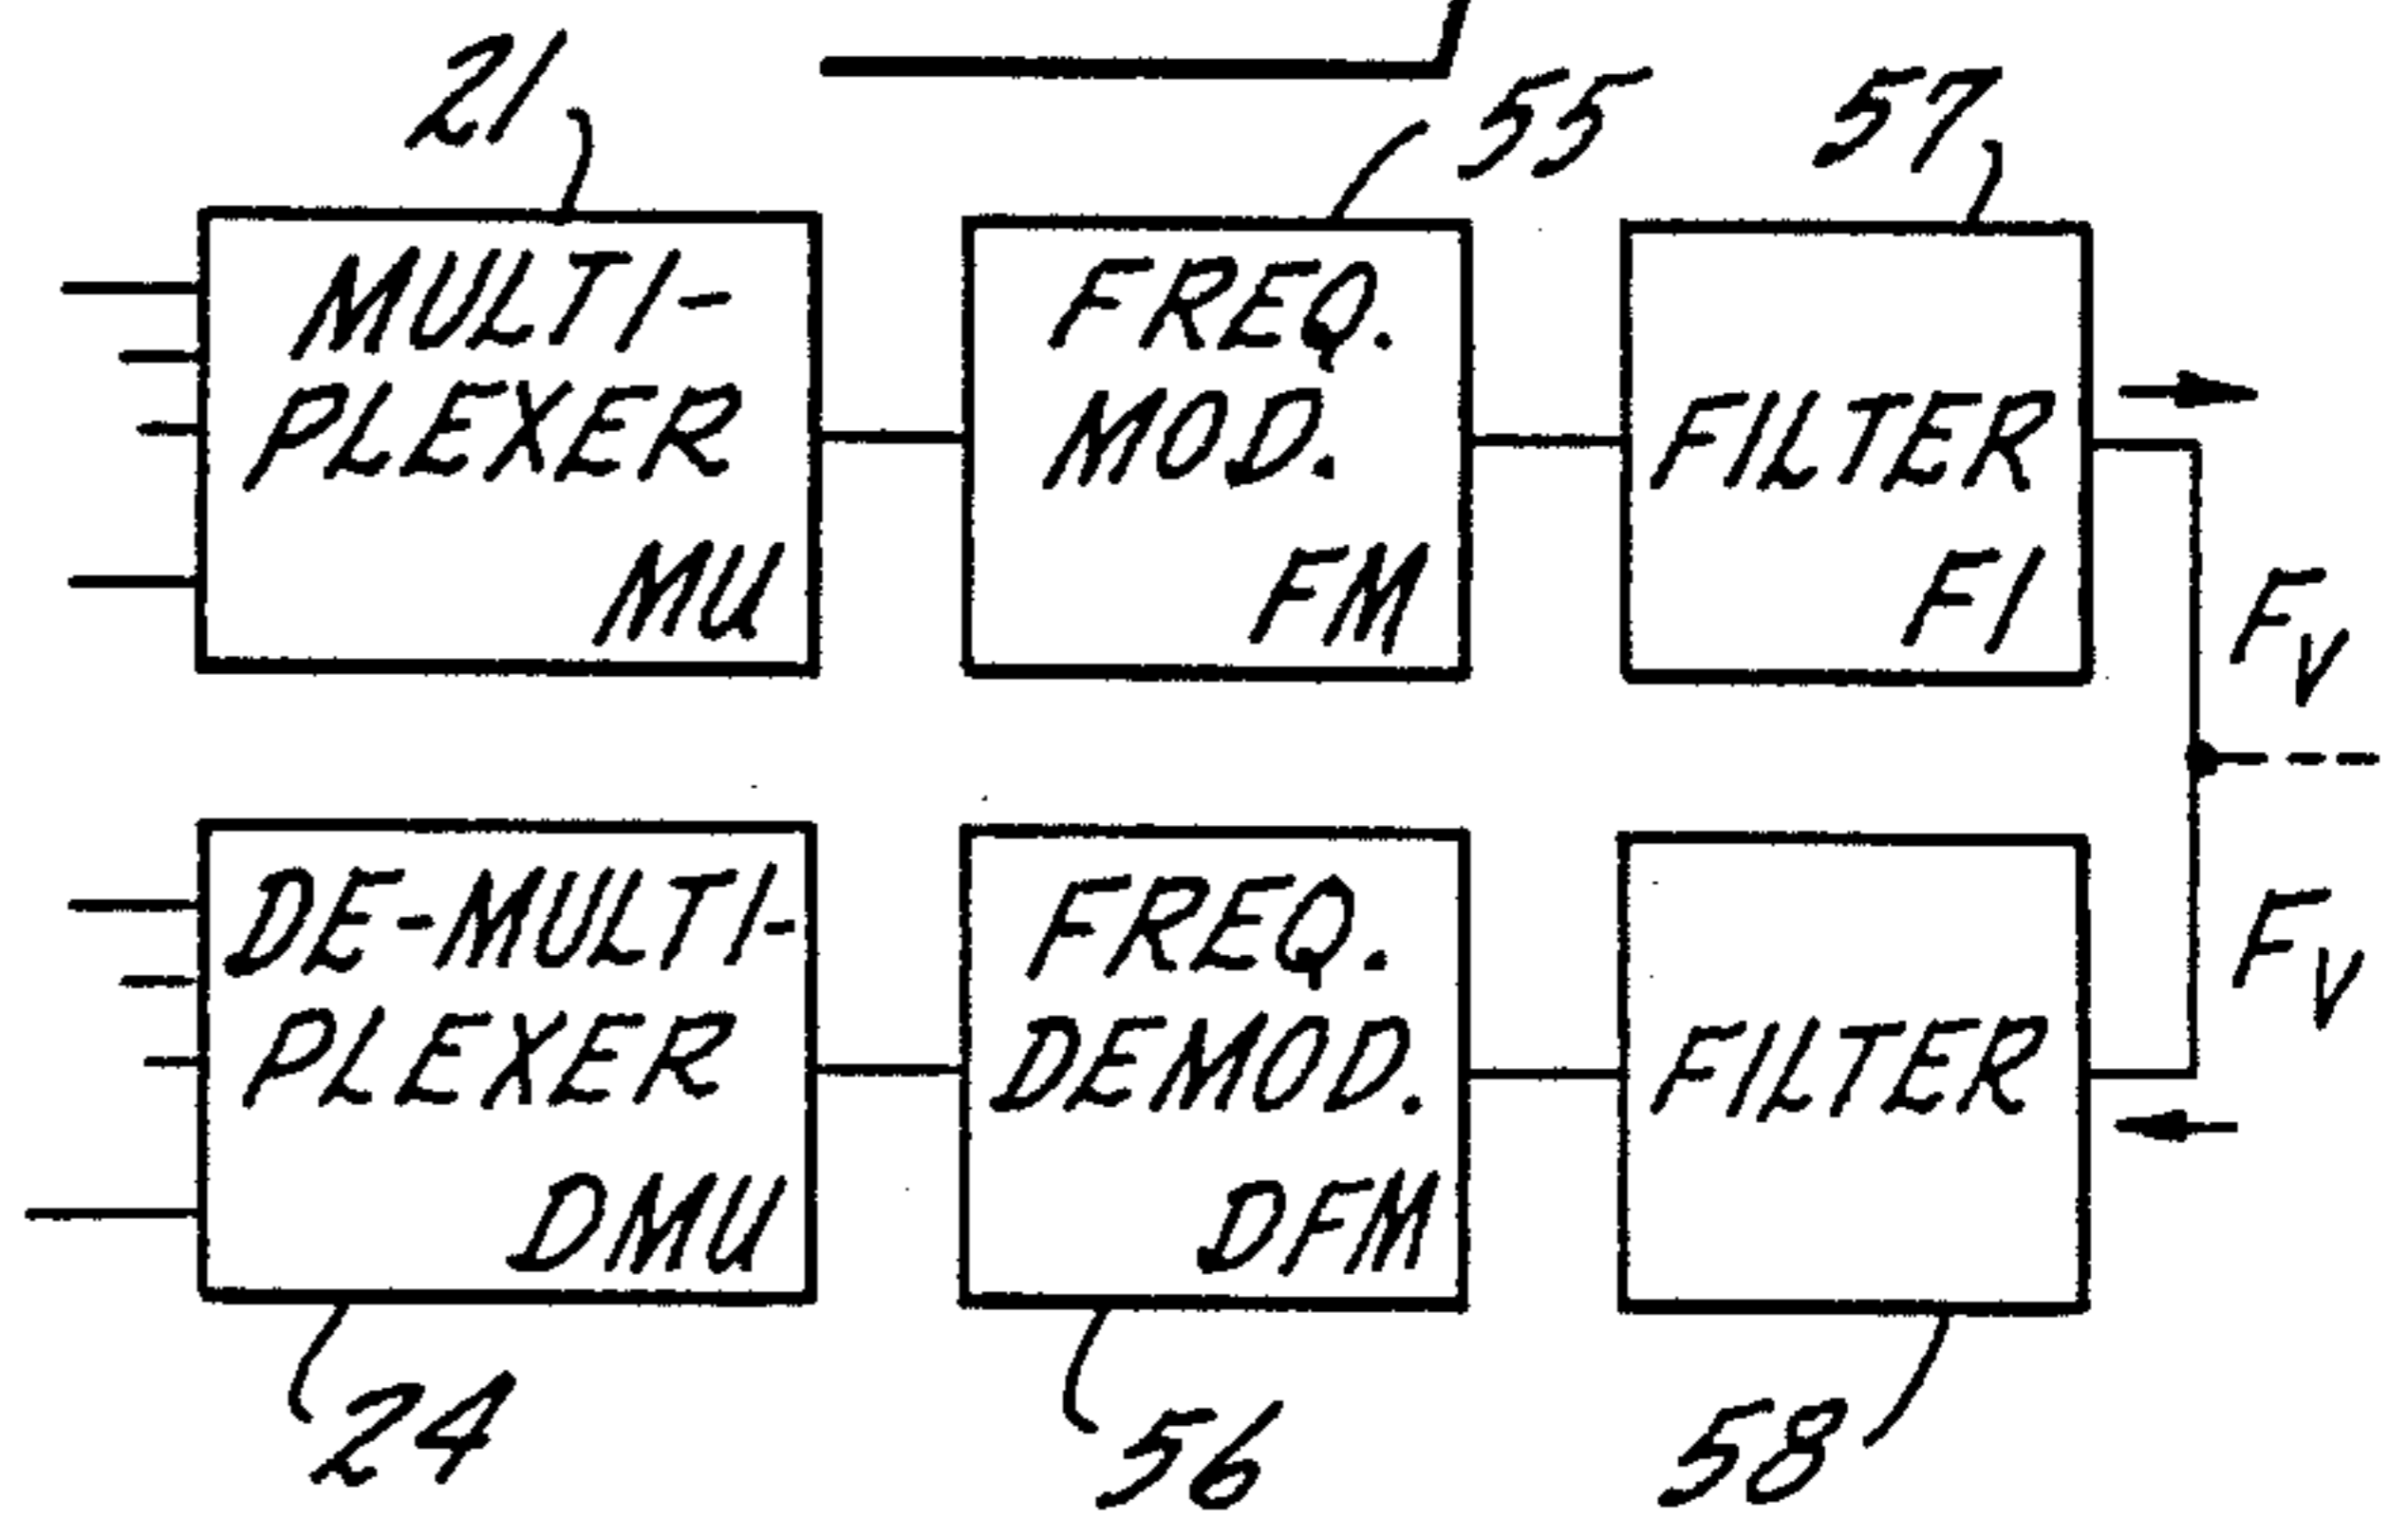 21
55
57
MULTI-
PLEXER
MU
FREQ.
MOD.
FM
FILTER
FI
FV
DE-MULTI-
PLEXER
DMU
FREQ.
DEMOD.
DFM
FILTER
FV
24
56
58